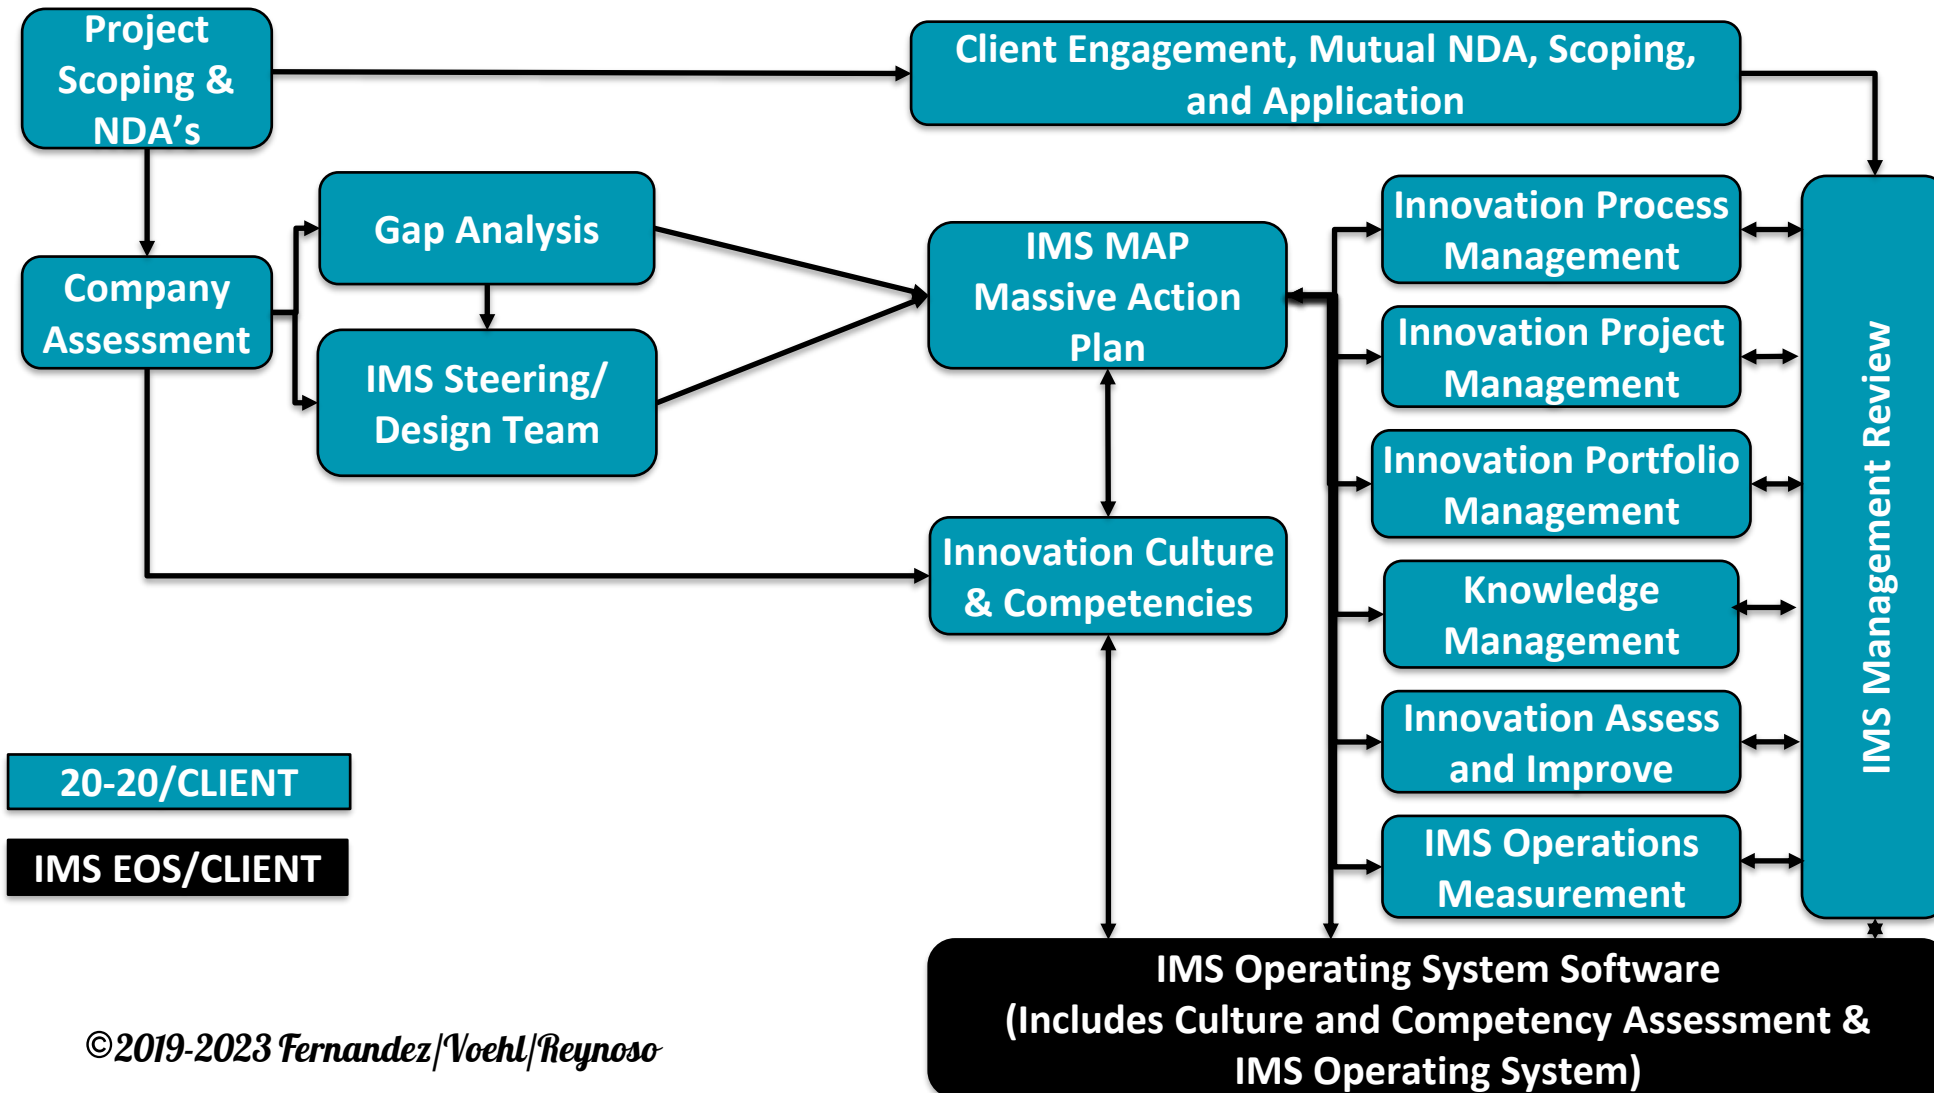 Project
Scoping &
NDA’s
Client Engagement, Mutual NDA, Scoping,
and Application
Gap Analysis
Company
Assessment
IMS Steering/
Design Team
IMS MAP
Massive Action
Plan
Innovation Culture
& Competencies
Innovation Process
Management
Innovation Project
Management
Innovation Portfolio
Management
Knowledge
Management
Innovation Assess
and Improve
IMS Operations
Measurement
IMS Management Review
20-20/CLIENT
IMS EOS/CLIENT
IMS Operating System Software
(Includes Culture and Competency Assessment &
IMS Operating System)
©2019-2023 Fernandez/Voehl/Reynoso